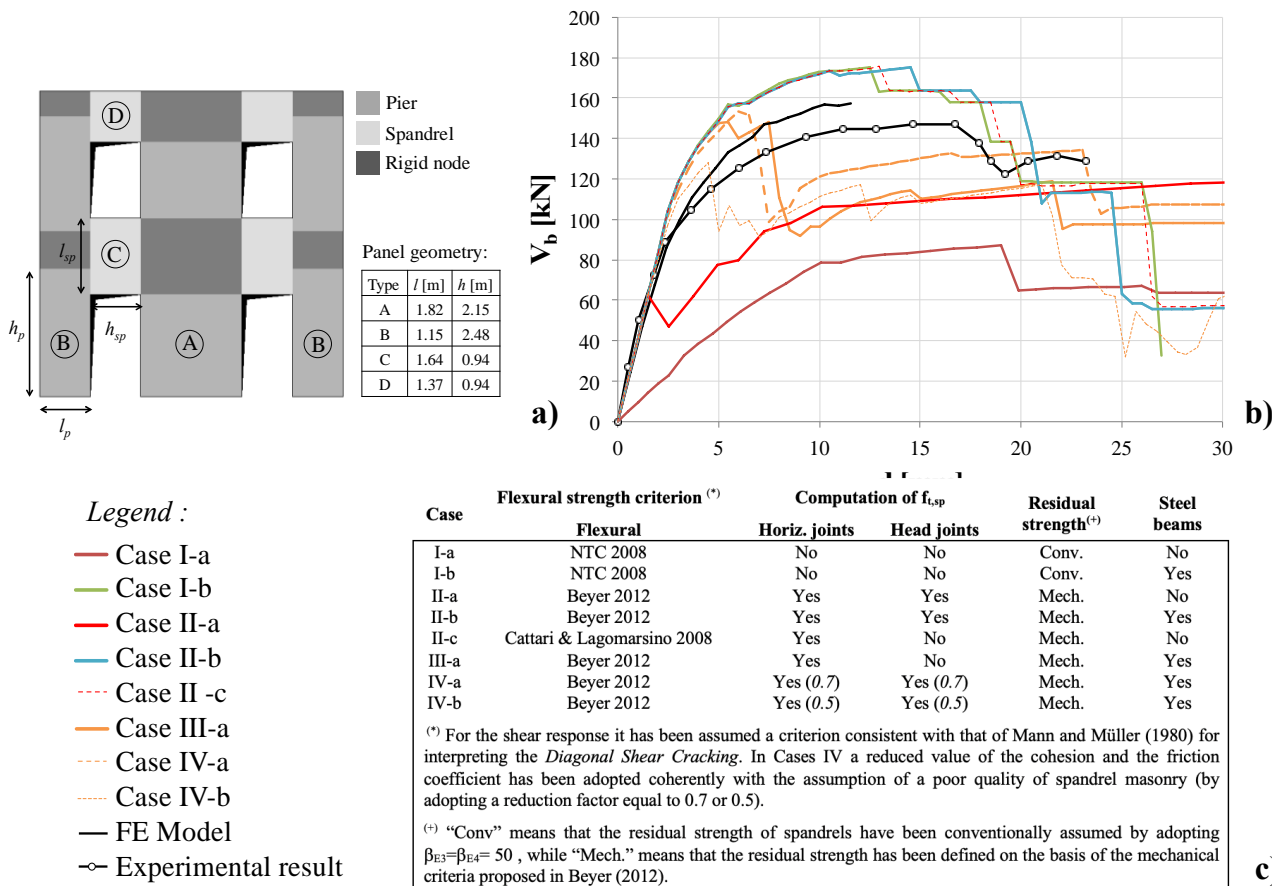 D
C
B
A
B
l_sp
h_p
h_sp
l_p
Pier
Spandrel
Rigid node
Panel geometry:
Type l [m] h [m]
A 1.82 2.15
B 1.15 2.48
C 1.64 0.94
D 1.37 0.94
a)
V_b [kN]
200
180
160
140
120
100
80
60
40
20
0
0 5 10 15 20 25 30
b)
Legend :
Case I-a
Case I-b
Case II-a
Case II-b
Case II -c
Case III-a
Case IV-a
Case IV-b
FE Model
Experimental result
Case Flexural strength criterion (*) Computation of f_t,sp Residual strength(+) Steel beams
Flexural Horiz. joints Head joints
I-a NTC 2008 No No Conv. No
I-b NTC 2008 No No Conv. Yes
II-a Beyer 2012 Yes Yes Mech. No
II-b Beyer 2012 Yes Yes Mech. Yes
II-c Cattari & Lagomarsino 2008 Yes No Mech. No
III-a Beyer 2012 Yes No Mech. Yes
IV-a Beyer 2012 Yes (0.7) Yes (0.7) Mech. Yes
IV-b Beyer 2012 Yes (0.5) Yes (0.5) Mech. Yes
(*) For the shear response it has been assumed a criterion consistent with that of Mann and Müller (1980) for
interpreting the Diagonal Shear Cracking. In Cases IV a reduced value of the cohesion and the friction
coefficient has been adopted coherently with the assumption of a poor quality of spandrel masonry (by
adopting a reduction factor equal to 0.7 or 0.5).
(+) “Conv” means that the residual strength of spandrels have been conventionally assumed by adopting
β_E3=β_E4= 50 , while “Mech.” means that the residual strength has been defined on the basis of the mechanical
criteria proposed in Beyer (2012).
c)